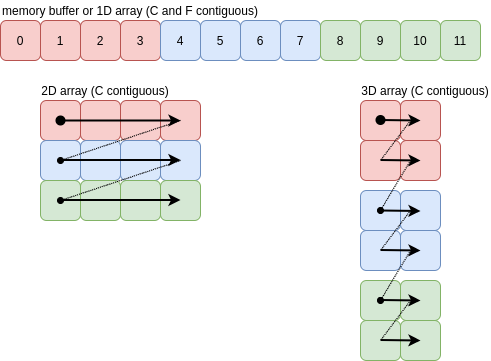 memory buffer or 1D array (C and F contiguous)
0 1 2 3 4 5 6 7 8 9 10 11
2D array (C contiguous)
3D array (C contiguous)